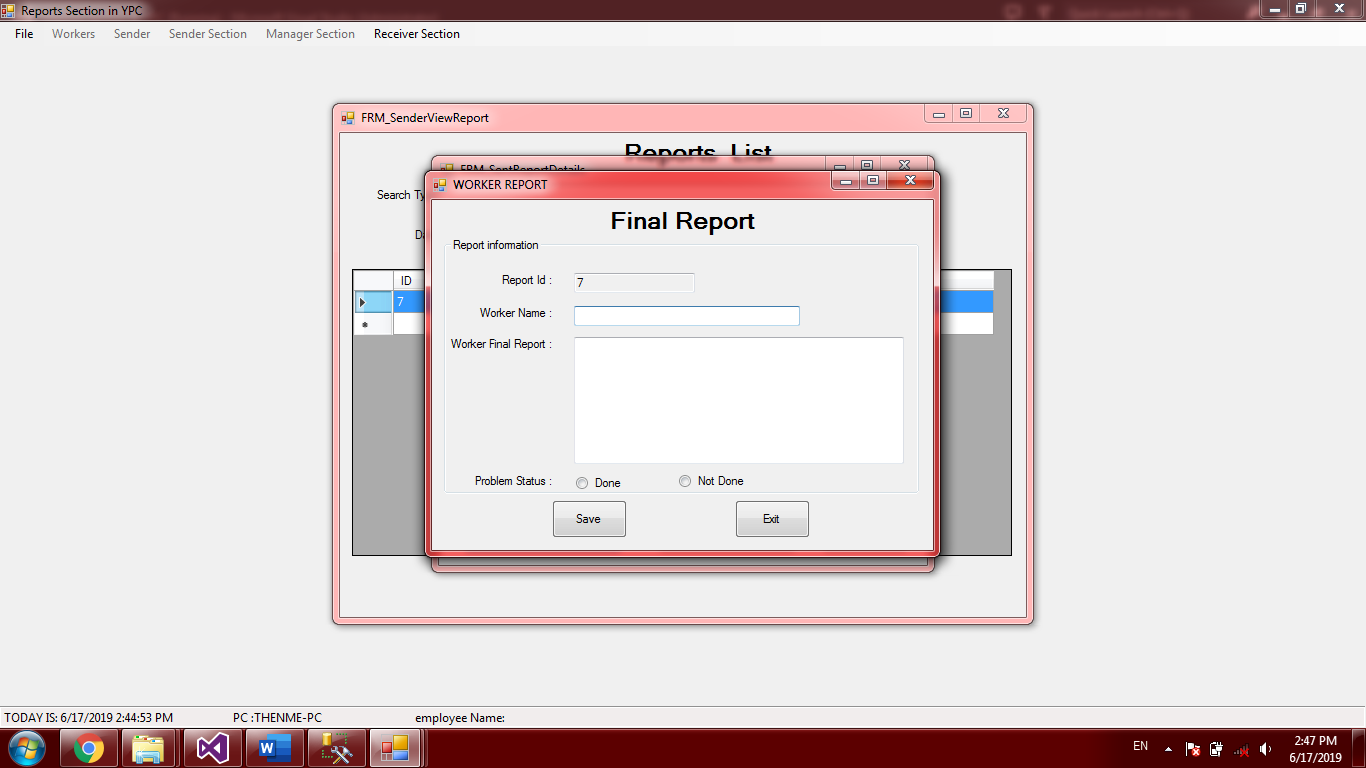 Reports Section in YPC
File Workers Sender Sender Section Manager Section Receiver Section
FRM_SenderViewReport
Reports List
FRM_SentReportDetails
WORKER REPORT
Search Ty
Final Report
Report information
ID
Report Id : 7
7
Worker Name :
Worker Final Report :
Problem Status : Done Not Done
Save Exit
TODAY IS: 6/17/2019 2:44:53 PM PC :THENME-PC employee Name:
EN 2:47 PM
6/17/2019